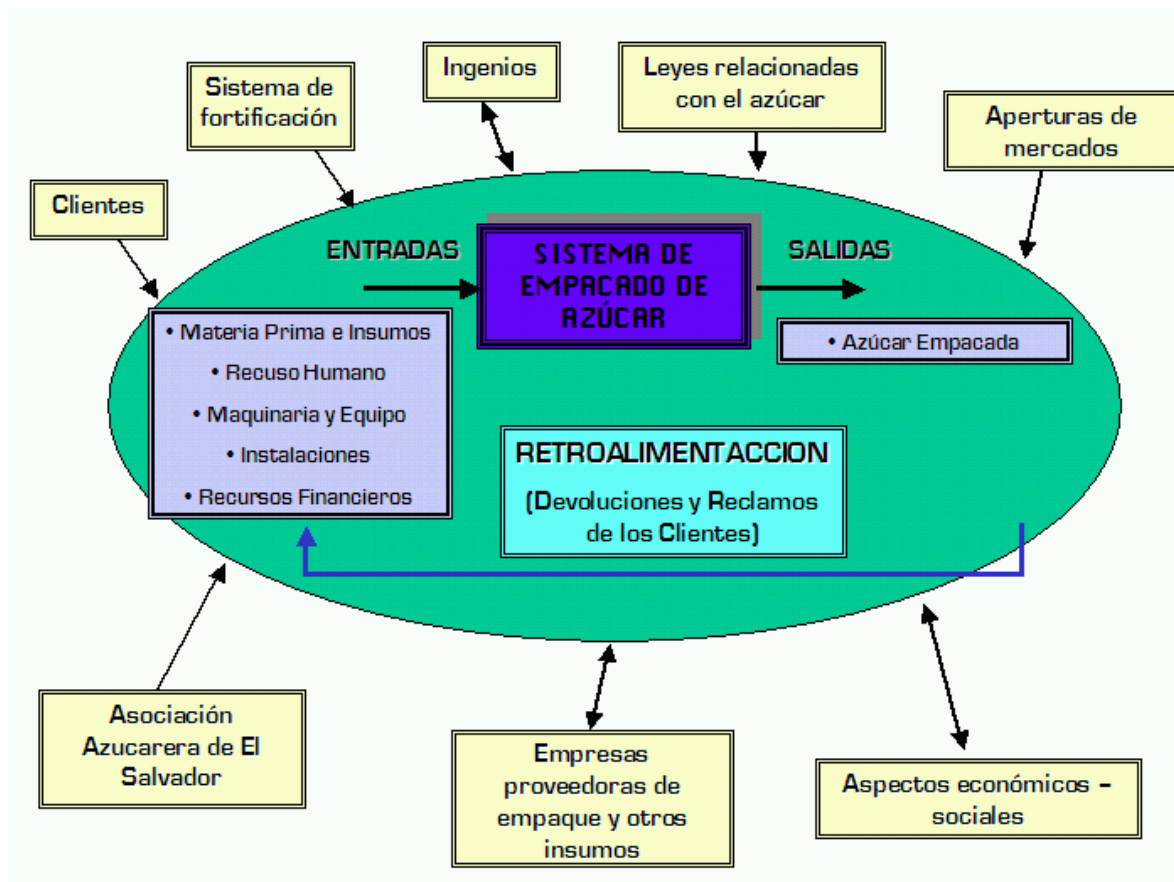 Ingenios
Leyes relacionadas
con el azúcar
Sistema de
fortificación
Aperturas de
mercados
Clientes
ENTRADAS
SISTEMA DE
EMPACADO DE
AZÚCAR
SALIDAS
• Materia Prima e Insumos
• Recuso Humano
• Maquinaria y Equipo
• Instalaciones
• Recursos Financieros
• Azúcar Empacada
RETROALIMENTACCION
(Devoluciones y Reclamos
de los Clientes)
Asociación
Azucarera de El
Salvador
Empresas
proveedoras de
empaque y otros
insumos
Aspectos económicos –
sociales